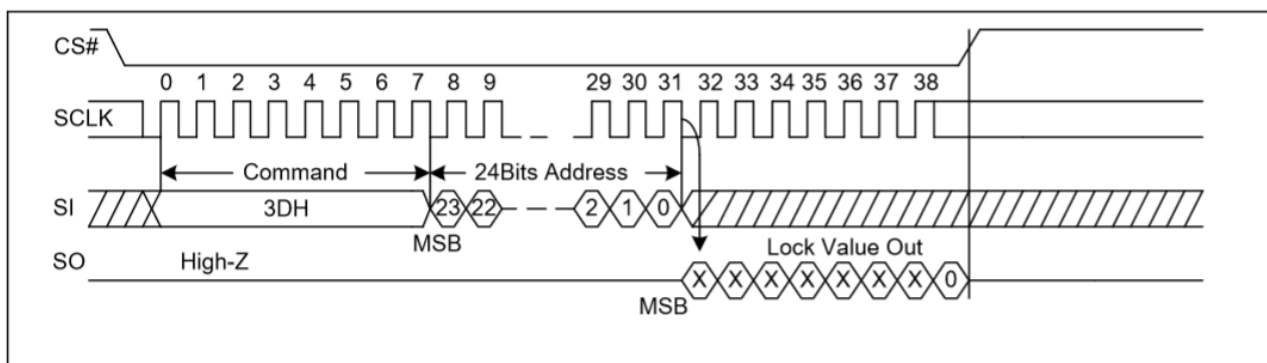 CS#
0 1 2 3 4 5 6 7 8 9 29 30 31 32 33 34 35 36 37 38
SCLK
Command 24Bits Address
SI 3DH 23 22 2 1 0
MSB
SO High-Z Lock Value Out
X X X X X X X 0
MSB